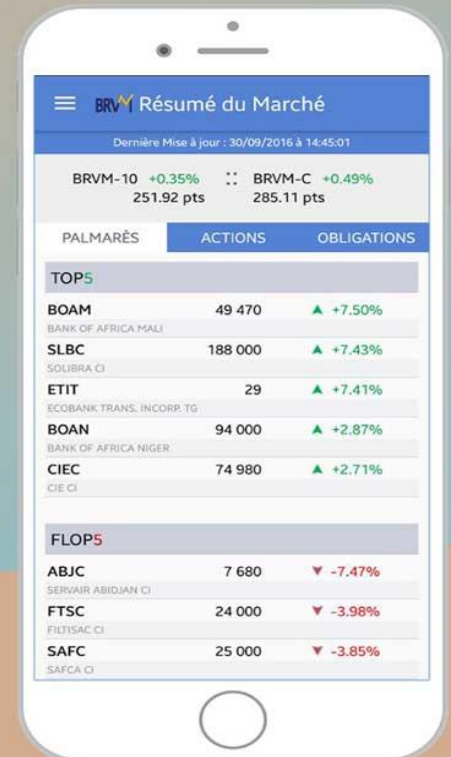 BRVM Résumé du Marché
Dernière Mise à jour : 30/09/2016 à 14:45:01
BRVM-10 +0.35% :: BRVM-C +0.49%
251.92 pts 285.11 pts
PALMARÈS ACTIONS OBLIGATIONS
TOP5
BOAM 49 470 ▲ +7.50%
BANK OF AFRICA MALI
SLBC 188 000 ▲ +7.43%
SOLIBRA CI
ETIT 29 ▲ +7.41%
ECOBANK TRANS. INCORP. TG
BOAN 94 000 ▲ +2.87%
BANK OF AFRICA NIGER
CIEC 74 980 ▲ +2.71%
CIE CI
FLOP5
ABJC 7 680 ▼ -7.47%
SERVAIR ABIDJAN CI
FTSC 24 000 ▼ -3.98%
FILTISAC CI
SAFC 25 000 ▼ -3.85%
SAFCA CI